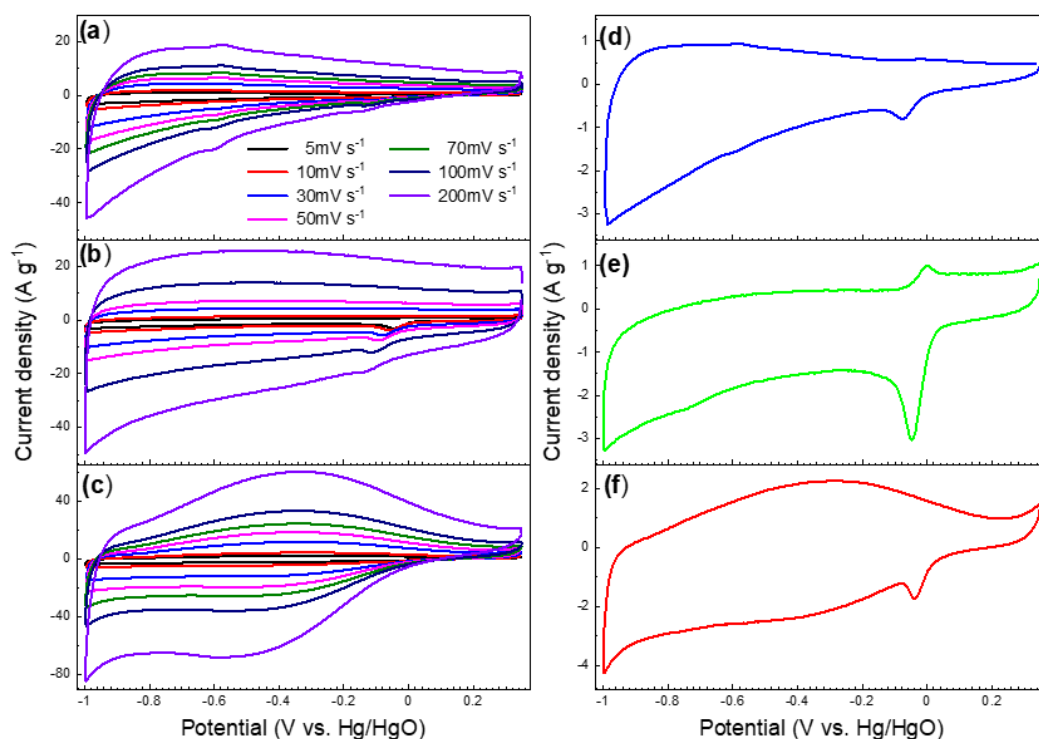 (a)
20
0
-20
-40
5mV s⁻¹
70mV s⁻¹
10mV s⁻¹
100mV s⁻¹
30mV s⁻¹
200mV s⁻¹
50mV s⁻¹
(b)
20
0
-20
-40
(c)
40
0
-40
-80
Current density (A g⁻¹)
-1 -0.8 -0.6 -0.4 -0.2 0 0.2
Potential (V vs. Hg/HgO)
(d)
1
0
-1
-2
-3
(e)
1
0
-1
-2
-3
(f)
2
0
-2
-4
Current density (A g⁻¹)
-1 -0.8 -0.6 -0.4 -0.2 0 0.2
Potential (V vs. Hg/HgO)